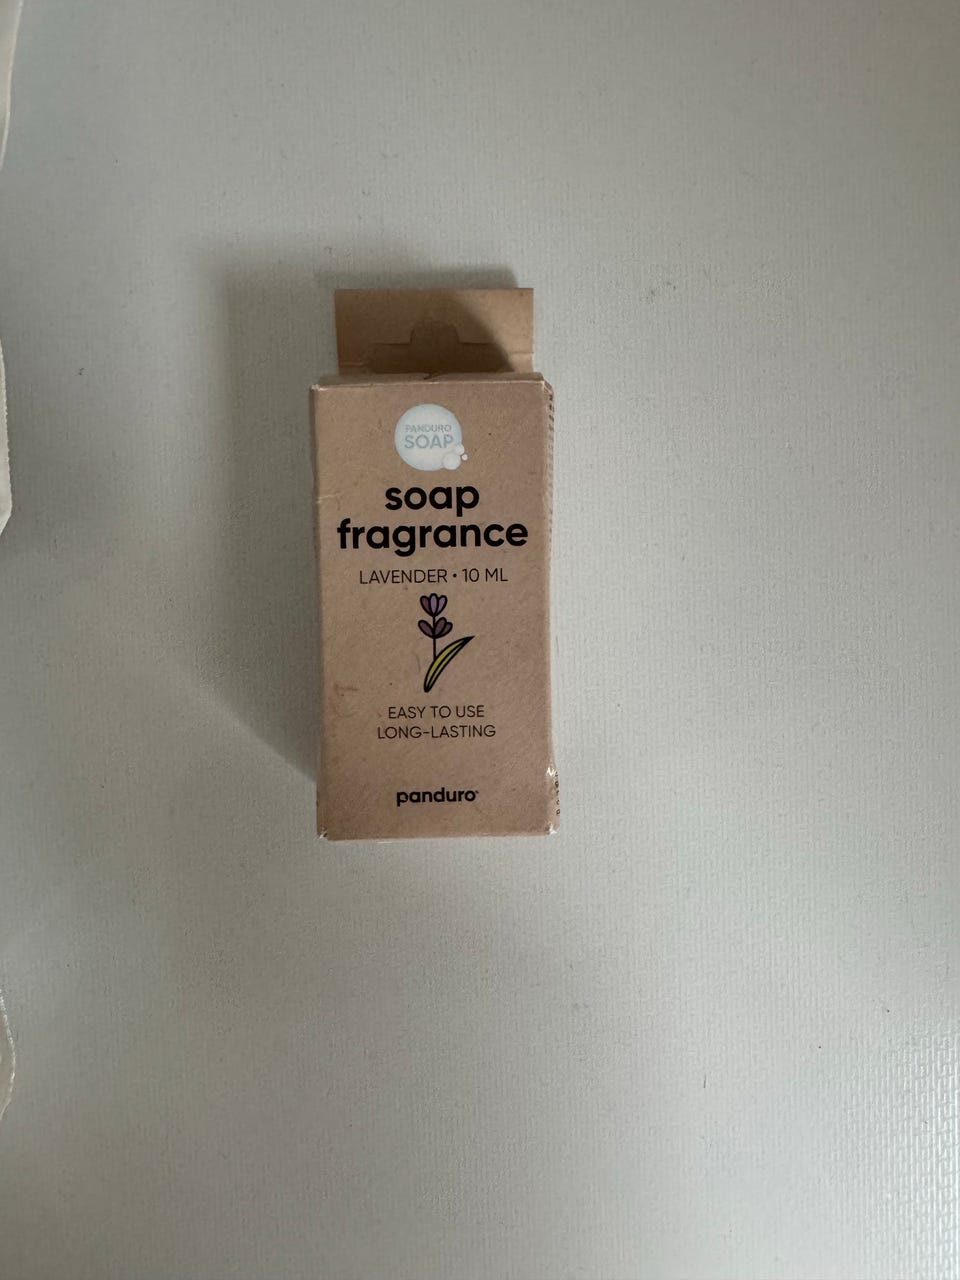 PANDURO
SOAP
soap
fragrance
LAVENDER • 10 ML
EASY TO USE
LONG-LASTING
panduro